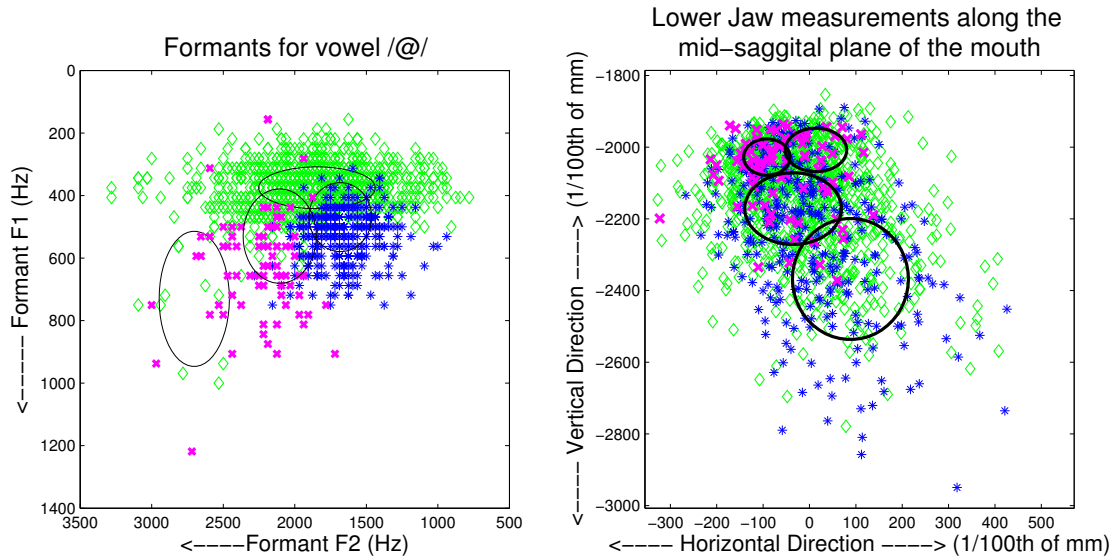 Formants for vowel /@/
0
200
400
600
800
1000
1200
1400
3500 3000 2500 2000 1500 1000 500
<----Formant F2 (Hz)
<----- Formant F1 (Hz)
Lower Jaw measurements along the
mid-saggital plane of the mouth
-1800
-2000
-2200
-2400
-2600
-2800
-3000
-300 -200 -100 0 100 200 300 400 500
<---- Horizontal Direction ----> (1/100th of mm)
<---- Vertical Direction ----> (1/100th of mm)